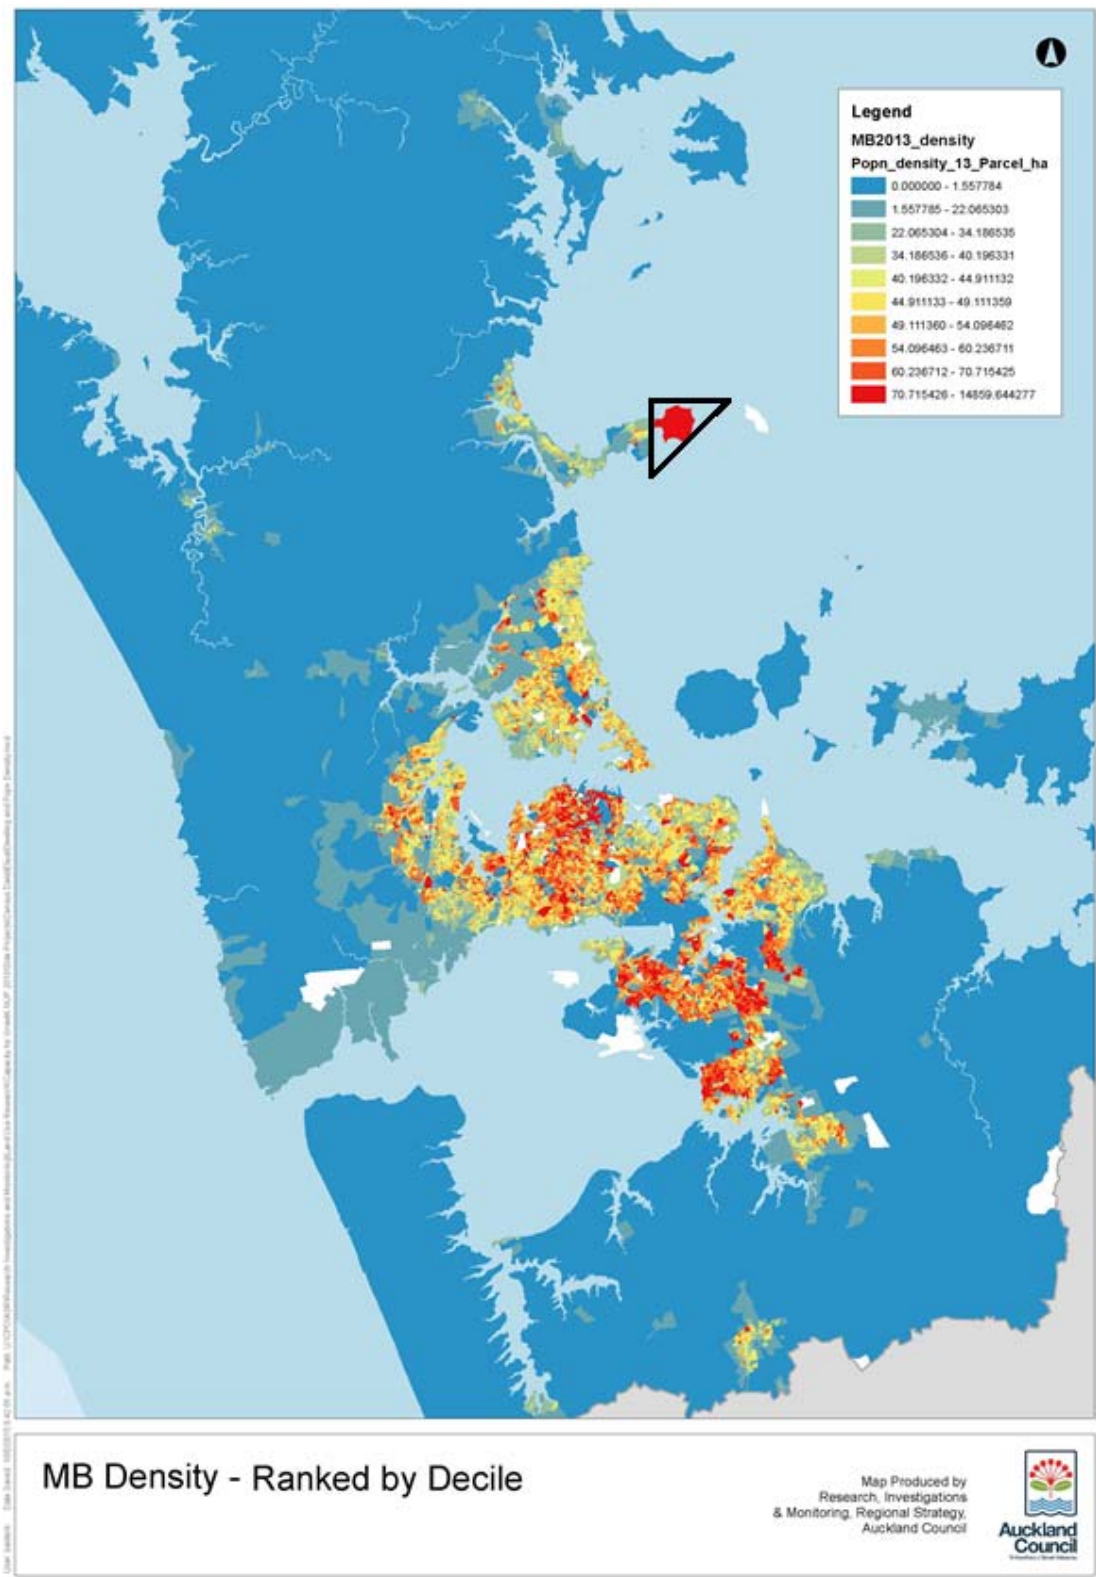 Legend
MB2013_density
Popn_density_13_Parcel_ha
0.000000 - 1.557784
1.557785 - 22.065303
22.065304 - 34.186535
34.186536 - 40.196331
40.196332 - 44.911132
44.911133 - 49.111359
49.111360 - 54.096462
54.096463 - 60.236711
60.236712 - 70.715425
70.715426 - 14859.644277
MB Density - Ranked by Decile
Map Produced by
Research, Investigations
& Monitoring, Regional Strategy,
Auckland Council
Auckland
Council